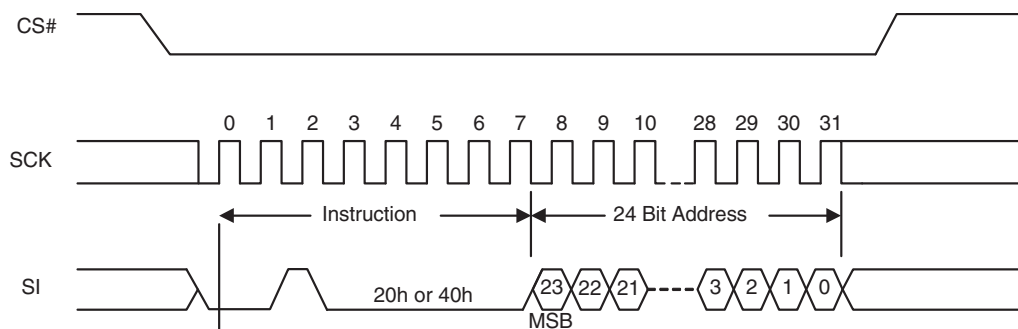 CS#
0 1 2 3 4 5 6 7 8 9 10 28 29 30 31
SCK
Instruction 24 Bit Address
SI 20h or 40h 23 22 21 3 2 1 0
MSB